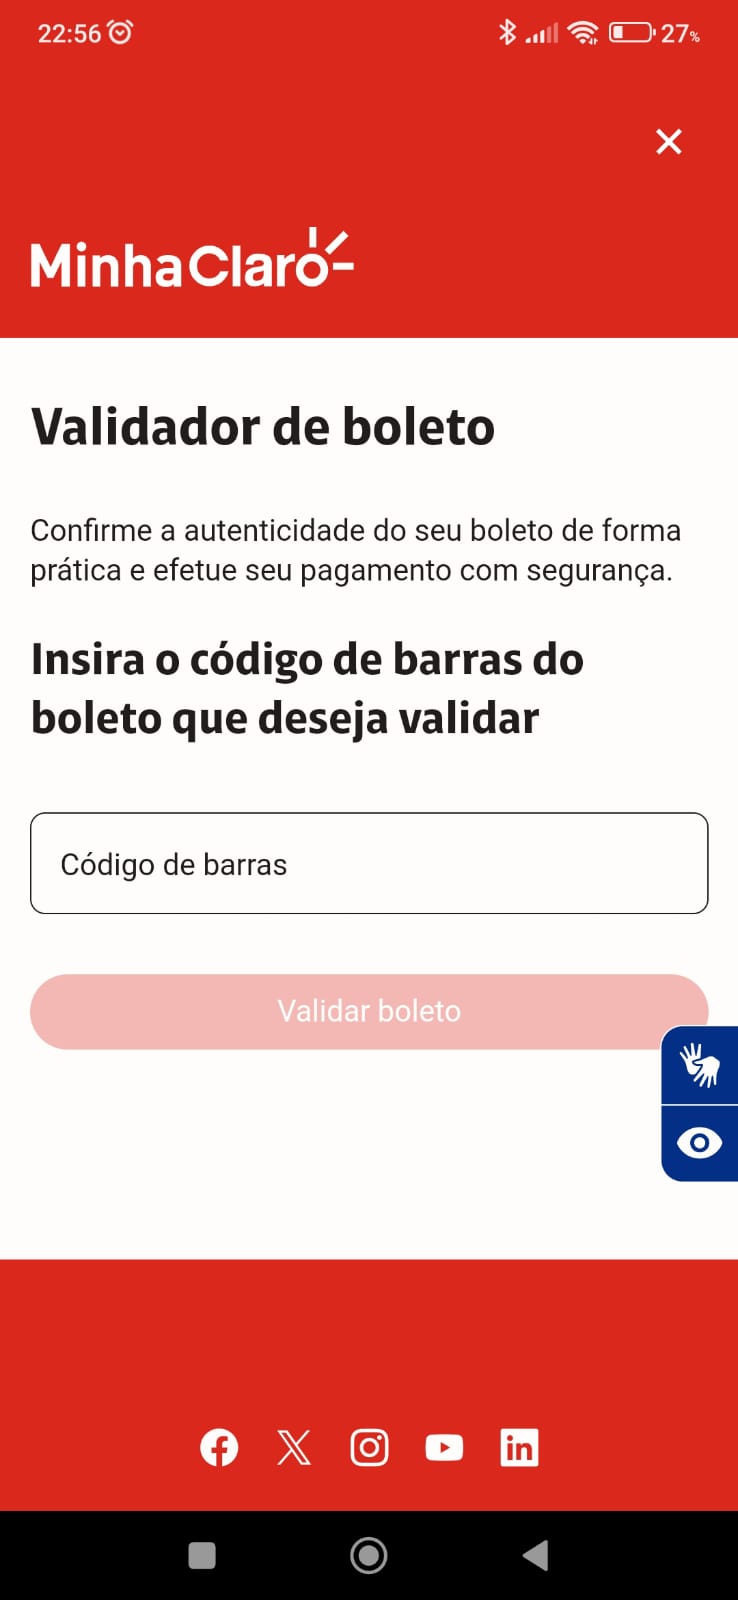 22:56
27%
Minha Claro
Validador de boleto
Confirme a autenticidade do seu boleto de forma
prática e efetue seu pagamento com segurança.
Insira o código de barras do
boleto que deseja validar
Código de barras
Validar boleto